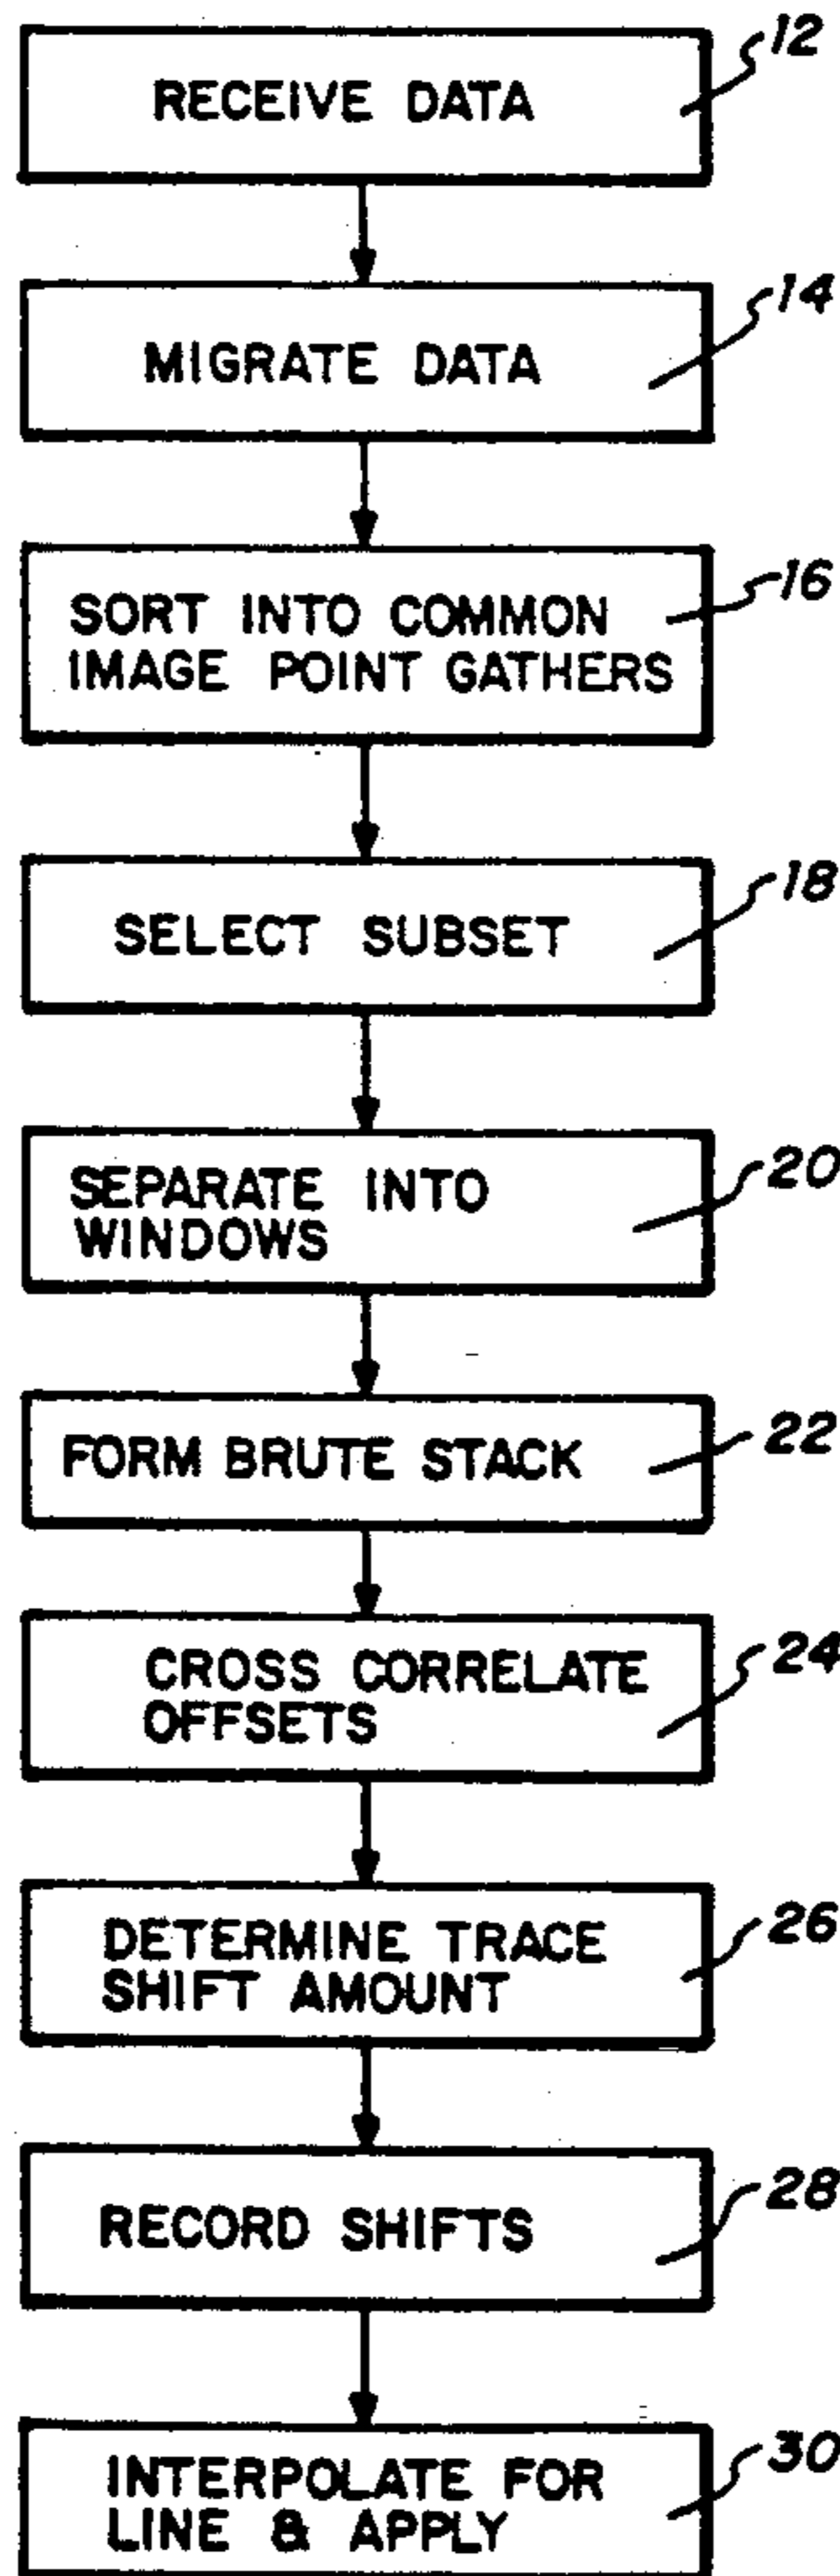 12
RECEIVE DATA
14
MIGRATE DATA
16
SORT INTO COMMON
IMAGE POINT GATHERS
18
SELECT SUBSET
20
SEPARATE INTO
WINDOWS
22
FORM BRUTE STACK
24
CROSS CORRELATE
OFFSETS
26
DETERMINE TRACE
SHIFT AMOUNT
28
RECORD SHIFTS
30
INTERPOLATE FOR
LINE & APPLY